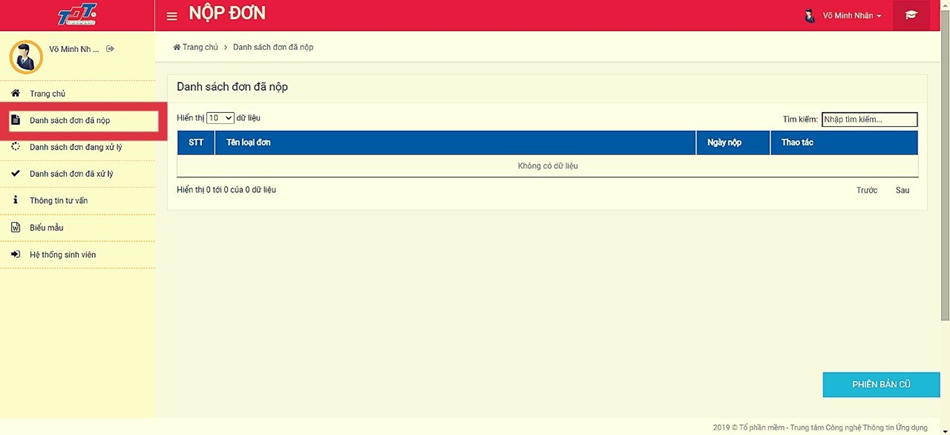 TDT
NỘP ĐƠN
Võ Minh Nhân
Võ Minh Nh ...
Trang chủ > Danh sách đơn đã nộp
Trang chủ
Danh sách đơn đã nộp
Danh sách đơn đang xử lý
Danh sách đơn đã xử lý
Thông tin tư vấn
Biểu mẫu
Hệ thống sinh viên
Danh sách đơn đã nộp
Hiển thị 10 dữ liệu
Tìm kiếm: Nhập tìm kiếm...
STT Tên loại đơn Ngày nộp Thao tác
Không có dữ liệu
Hiển thị 0 tới 0 của 0 dữ liệu
Trước Sau
PHIÊN BẢN CŨ
2019 © Tổ phần mềm - Trung tâm Công nghệ Thông tin Ứng dụng